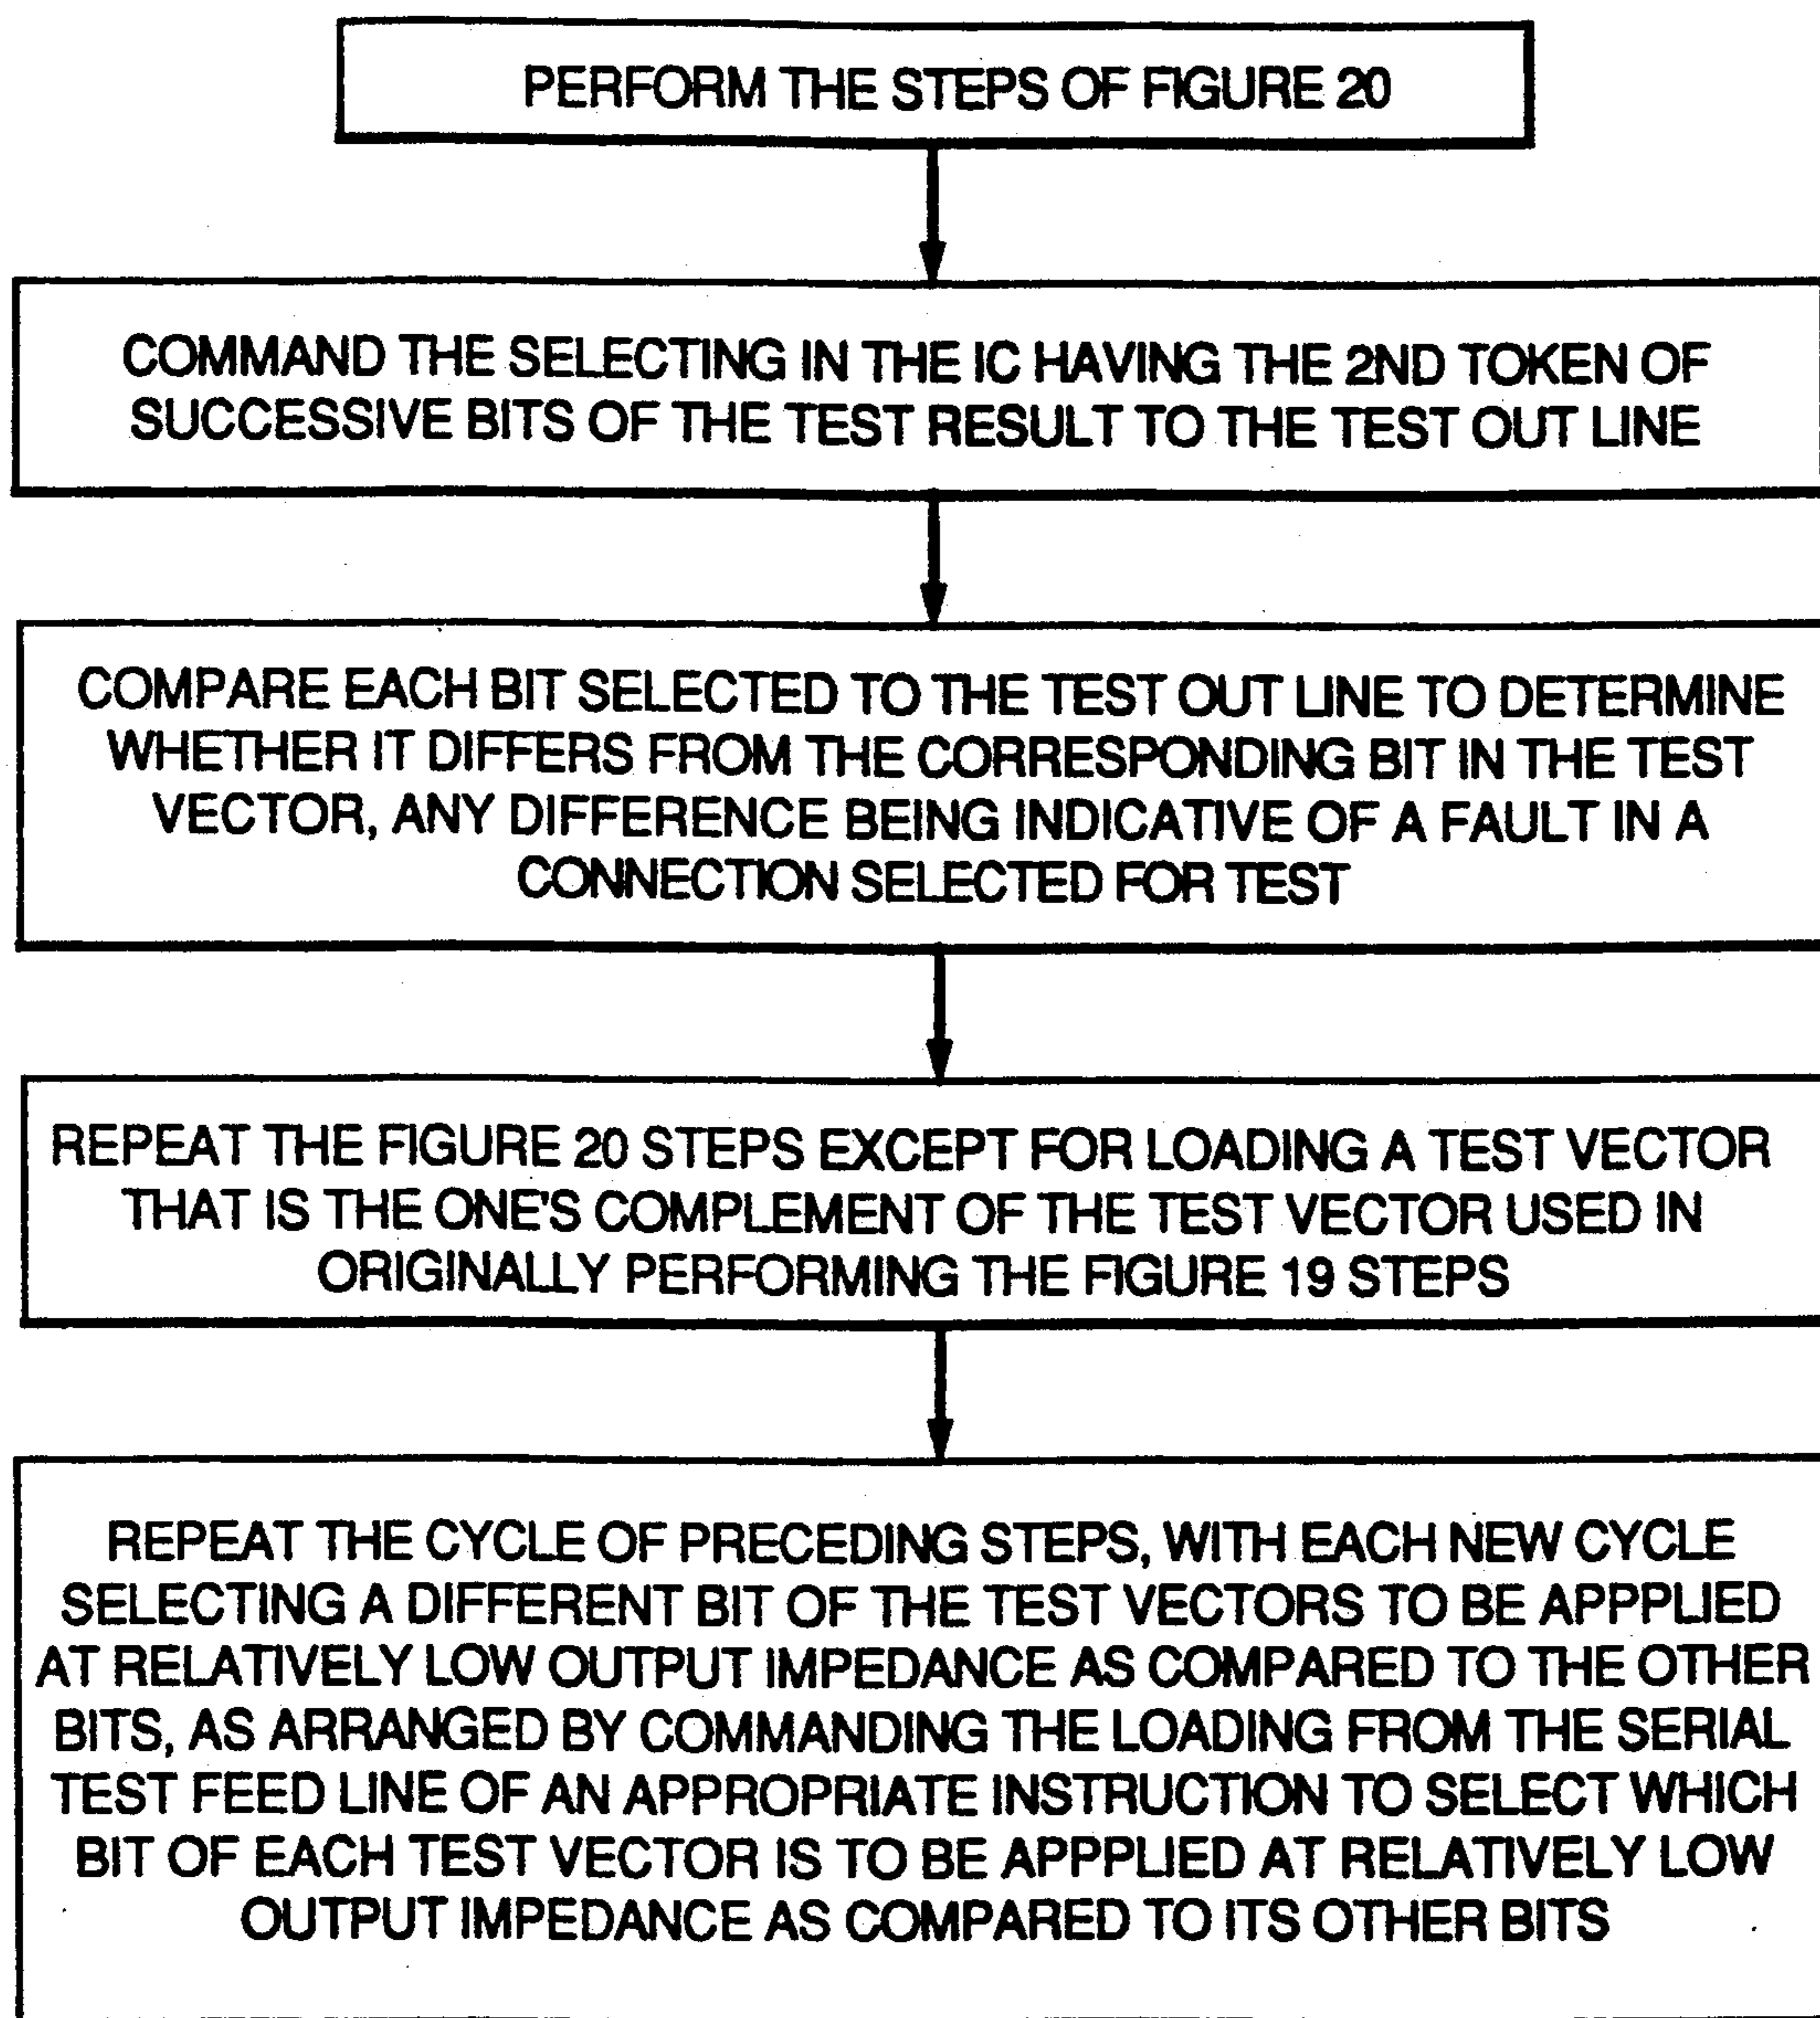 PERFORM THE STEPS OF FIGURE 20
COMMAND THE SELECTING IN THE IC HAVING THE 2ND TOKEN OF
SUCCESSIVE BITS OF THE TEST RESULT TO THE TEST OUT LINE
COMPARE EACH BIT SELECTED TO THE TEST OUT LINE TO DETERMINE
WHETHER IT DIFFERS FROM THE CORRESPONDING BIT IN THE TEST
VECTOR, ANY DIFFERENCE BEING INDICATIVE OF A FAULT IN A
CONNECTION SELECTED FOR TEST
REPEAT THE FIGURE 20 STEPS EXCEPT FOR LOADING A TEST VECTOR
THAT IS THE ONE'S COMPLEMENT OF THE TEST VECTOR USED IN
ORIGINALLY PERFORMING THE FIGURE 19 STEPS
REPEAT THE CYCLE OF PRECEDING STEPS, WITH EACH NEW CYCLE
SELECTING A DIFFERENT BIT OF THE TEST VECTORS TO BE APPPLIED
AT RELATIVELY LOW OUTPUT IMPEDANCE AS COMPARED TO THE OTHER
BITS, AS ARRANGED BY COMMANDING THE LOADING FROM THE SERIAL
TEST FEED LINE OF AN APPROPRIATE INSTRUCTION TO SELECT WHICH
BIT OF EACH TEST VECTOR IS TO BE APPPLIED AT RELATIVELY LOW
OUTPUT IMPEDANCE AS COMPARED TO ITS OTHER BITS